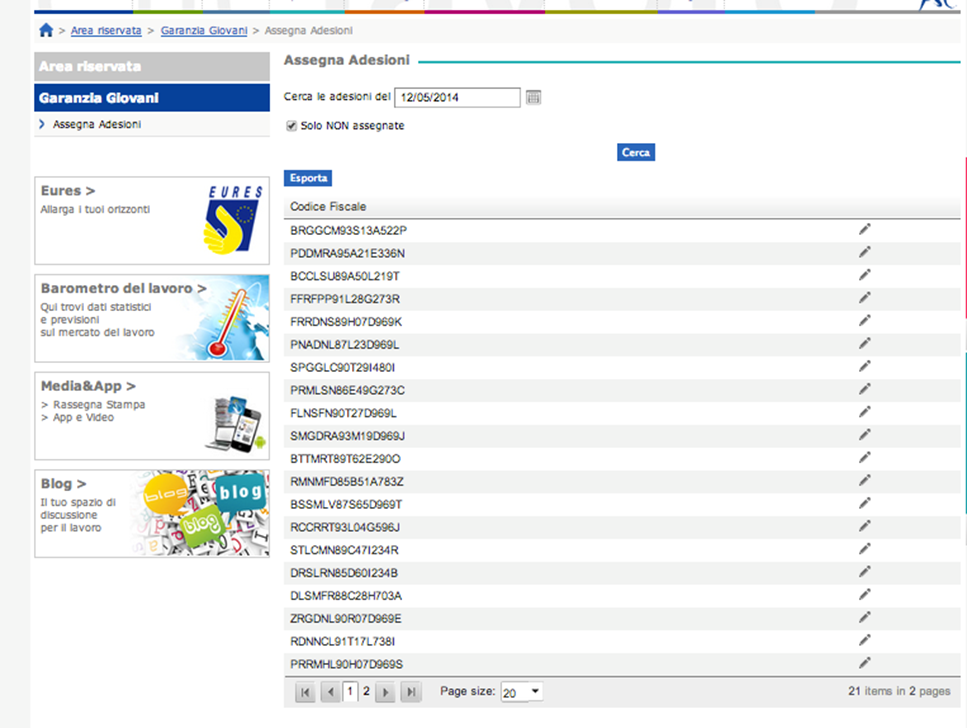 > Area riservata > Garanzia Giovani > Assegna Adesioni
Area riservata
Garanzia Giovani
> Assegna Adesioni
Eures >
Allarga i tuoi orizzonti
EURES
Barometro del lavoro >
Qui trovi dati statistici
e previsioni
sul mercato del lavoro
Media&App >
> Rassegna Stampa
> App e Video
Blog >
Il tuo spazio di
discussione
per il lavoro
blog
blog
blog
Assegna Adesioni
Cerca le adesioni del 12/05/2014
Solo NON assegnate
Cerca
Esporta
Codice Fiscale
BRGGCM93S13A522P
PDDMRA95A21E336N
BCCLSU89A50L219T
FFRFPP91L28G273R
FRRDNS89H07D969K
PNADNL87L23D969L
SPGGLC90T29I480I
PRMLSN86E49G273C
FLNSFN90T27D969L
SMGDRA93M19D969J
BTTMRT89T62E290O
RMNMFD85B51A783Z
BSSMLV87S65D969T
RCCRRT93L04G596J
STLCMN89C47I234R
DRSLRN85D60I234B
DLSMFR88C28H703A
ZRGDNL90R07D969E
RDNNCL91T17L738I
PRRMHL90H07D969S
1 2 Page size: 20 21 items in 2 pages